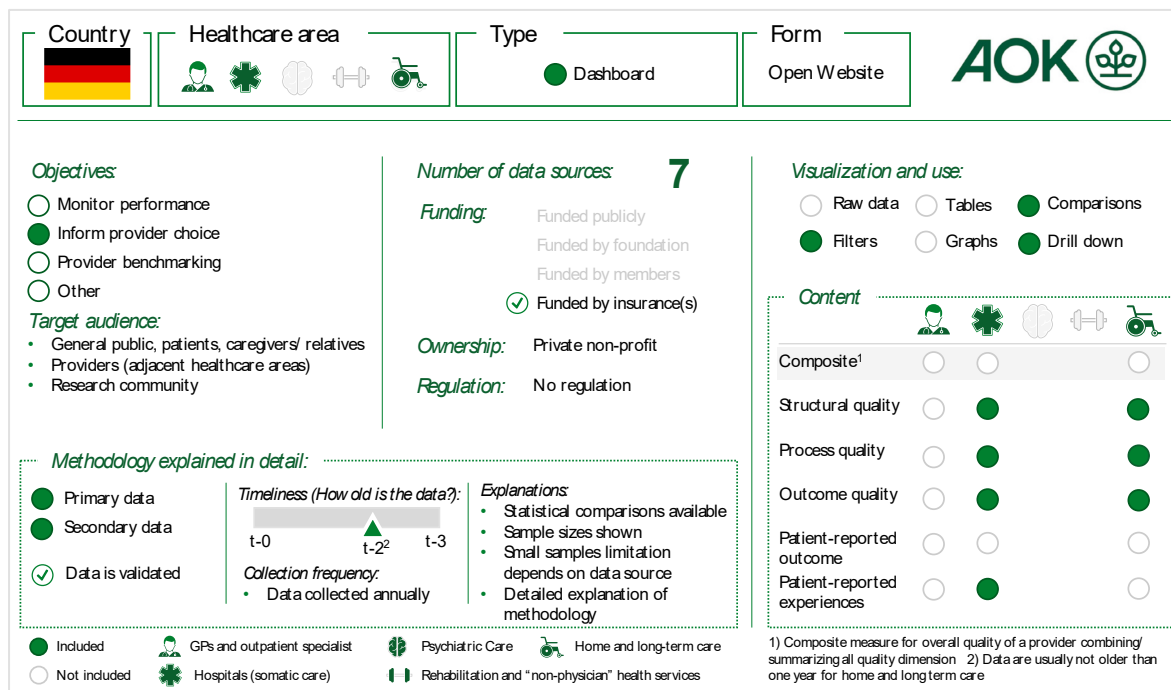 Country
Healthcare area
Type
Form
Dashboard
Open Website
AOK
Objectives:
Monitor performance
Inform provider choice
Provider benchmarking
Other
Target audience:
• General public, patients, caregivers/ relatives
• Providers (adjacent healthcare areas)
• Research community
Number of data sources: 7
Funding:
Funded publicly
Funded by foundation
Funded by members
Funded by insurance(s)
Ownership: Private non-profit
Regulation: No regulation
Visualization and use:
Raw data Tables Comparisons
Filters Graphs Drill down
Content
Composite¹
Structural quality
Process quality
Outcome quality
Patient-reported
outcome
Patient-reported
experiences
Methodology explained in detail:
Primary data
Secondary data
Data is validated
Timeliness (How old is the data?):
t-0 t-2² t-3
Collection frequency:
• Data collected annually
Explanations:
• Statistical comparisons available
• Sample sizes shown
• Small samples limitation
depends on data source
• Detailed explanation of
methodology
Included
GPs and outpatient specialist
Psychiatric Care
Home and long-term care
Not included
Hospitals (somatic care)
Rehabilitation and “non-physician” health services
1) Composite measure for overall quality of a provider combining/
summarizing all quality dimension 2) Data are usually not older than
one year for home and long term care